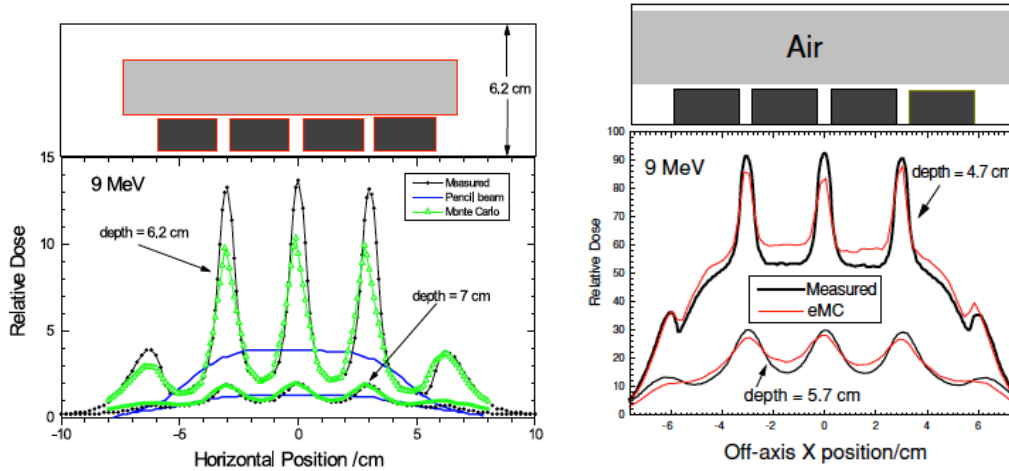 6.2 cm
15
10
5
0
9 MeV
Measured
Pencil beam
Monte Carlo
depth = 6.2 cm
depth = 7 cm
Relative Dose
-10
-5
0
5
10
Horizontal Position /cm
Air
100
90
80
70
60
50
40
30
20
10
0
9 MeV
depth = 4.7 cm
Measured
eMC
depth = 5.7 cm
Relative Dose
-6
-4
-2
0
2
4
6
Off-axis X position/cm